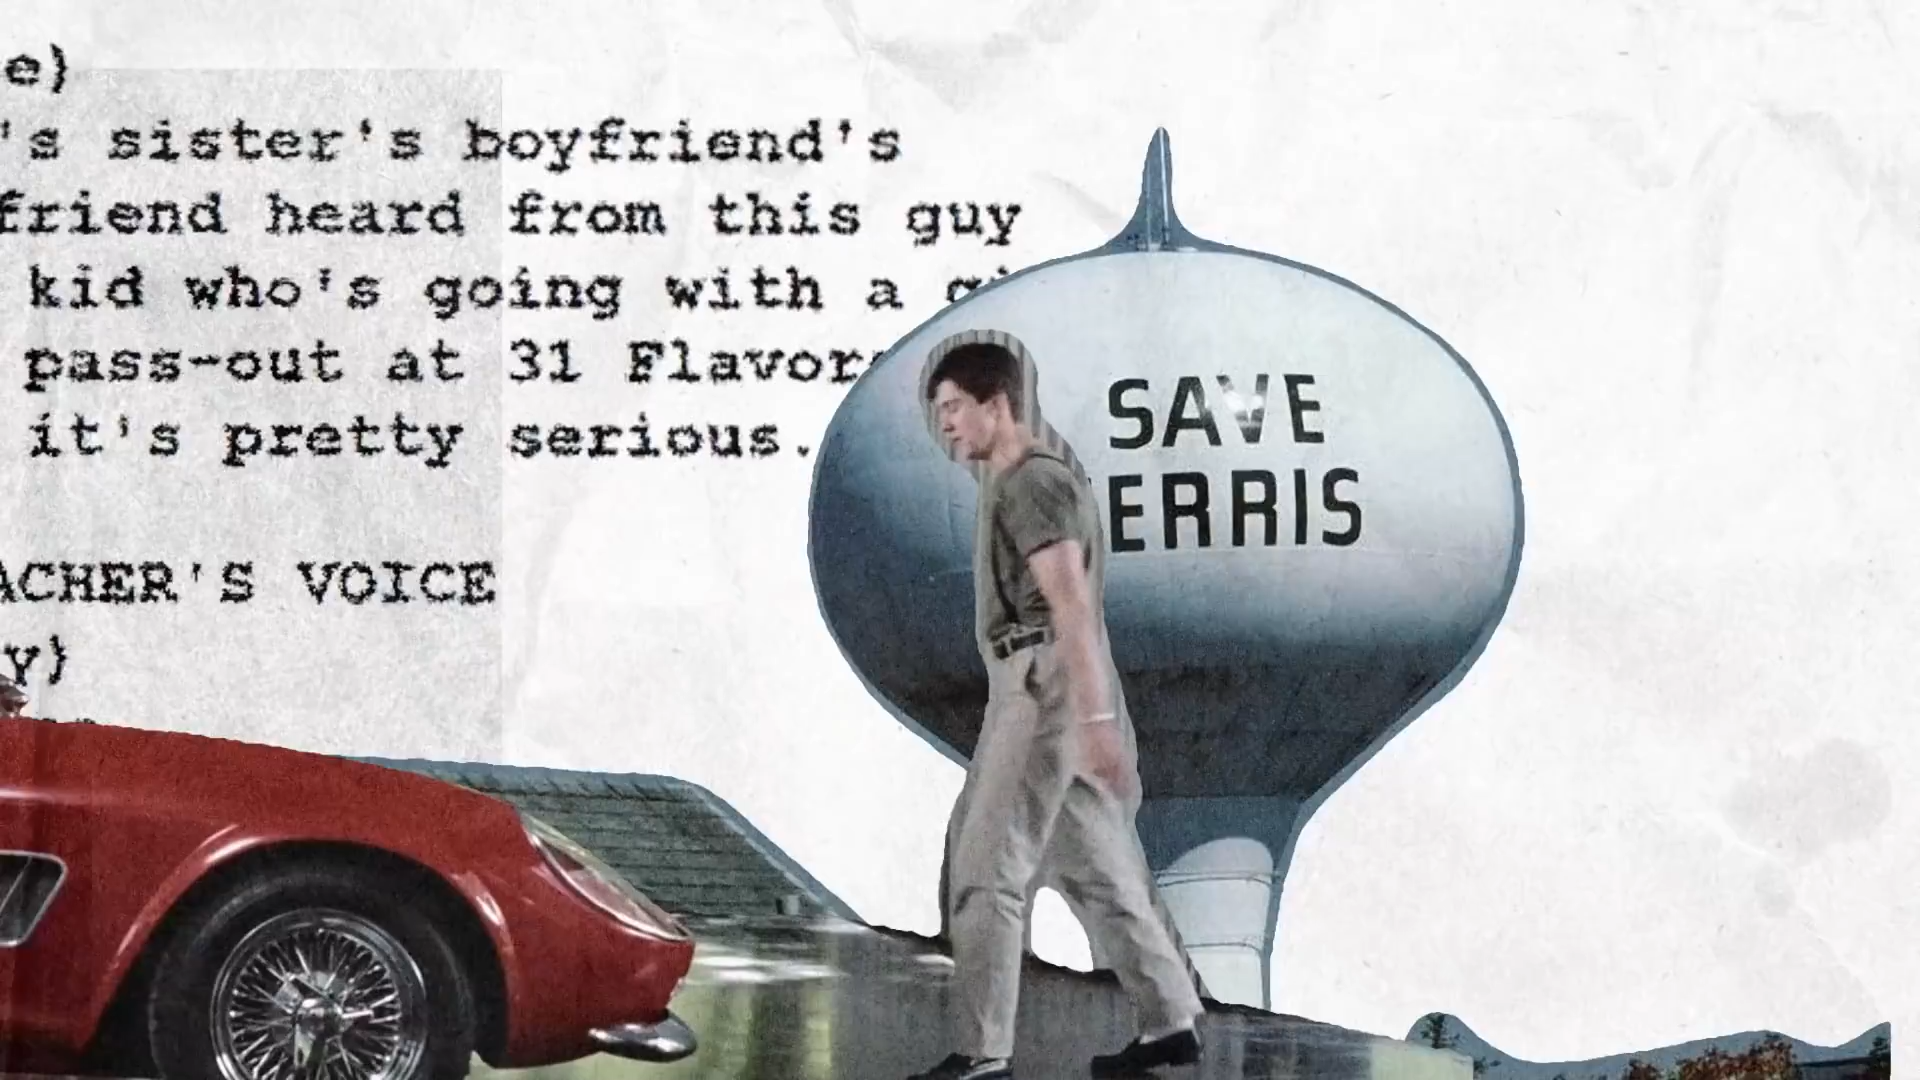 e)
's sister's boyfriend's
friend heard from this guy
kid who's going with a
pass-out at 31 Flavors
it's pretty serious.
ACHER'S VOICE
y)
SAVE
ERRIS